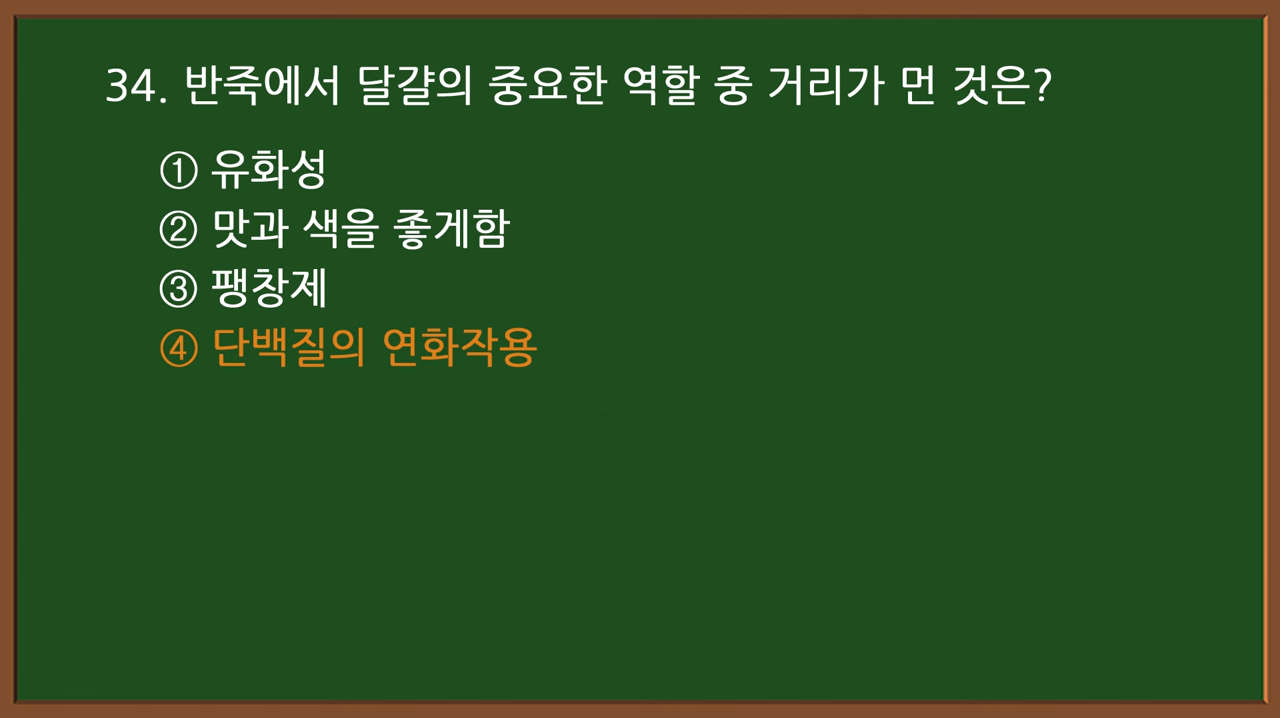 34. 반죽에서 달걀의 중요한 역할 중 거리가 먼 것은?
① 유화성
② 맛과 색을 좋게함
③ 팽창제
④ 단백질의 연화작용